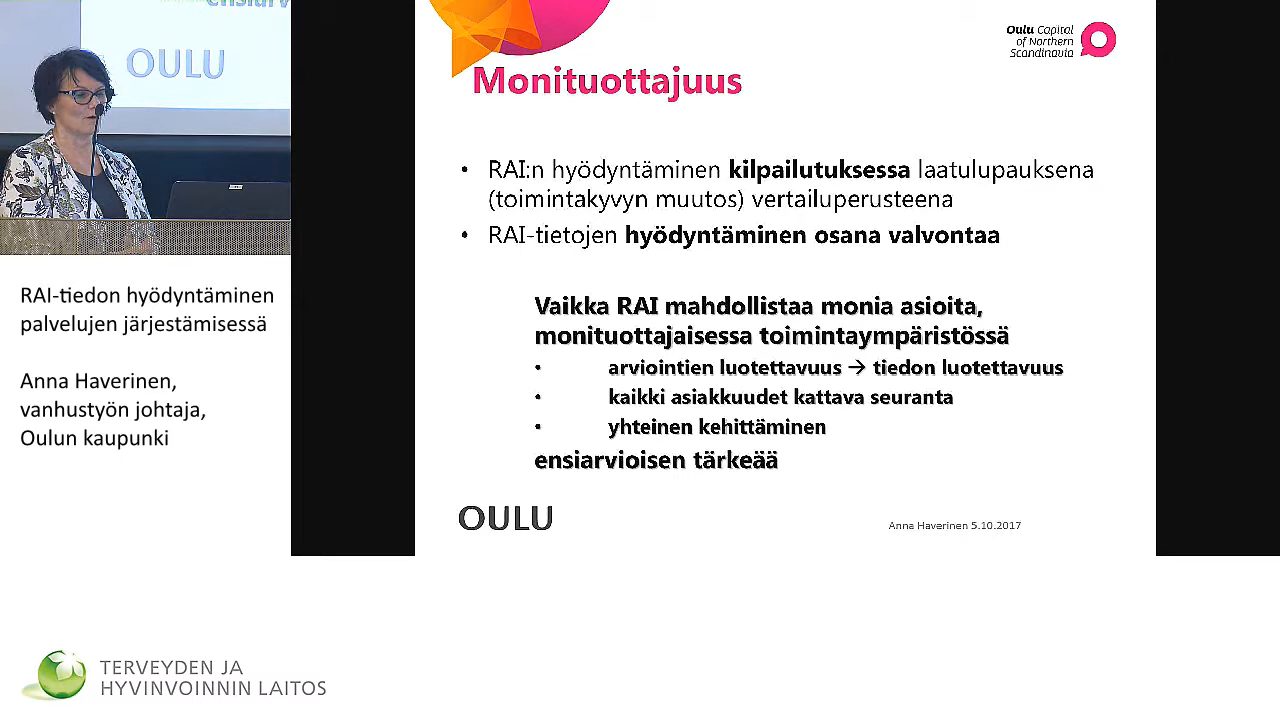 ensiarv
OULU
RAI-tiedon hyödyntäminen
palvelujen järjestämisessä
Anna Haverinen,
vanhustyön johtaja,
Oulun kaupunki
Oulu Capital
of Northern
Scandinavia
Monituottajuus
• RAI:n hyödyntäminen kilpailutuksessa laatulupauksena
(toimintakyvyn muutos) vertailuperusteena
• RAI-tietojen hyödyntäminen osana valvontaa
Vaikka RAI mahdollistaa monia asioita,
monituottajaisessa toimintaympäristössä
• arviointien luotettavuus → tiedon luotettavuus
• kaikki asiakkuudet kattava seuranta
• yhteinen kehittäminen
ensiarvioisen tärkeää
OULU
Anna Haverinen 5.10.2017
TERVEYDEN JA
HYVINVOINNIN LAITOS